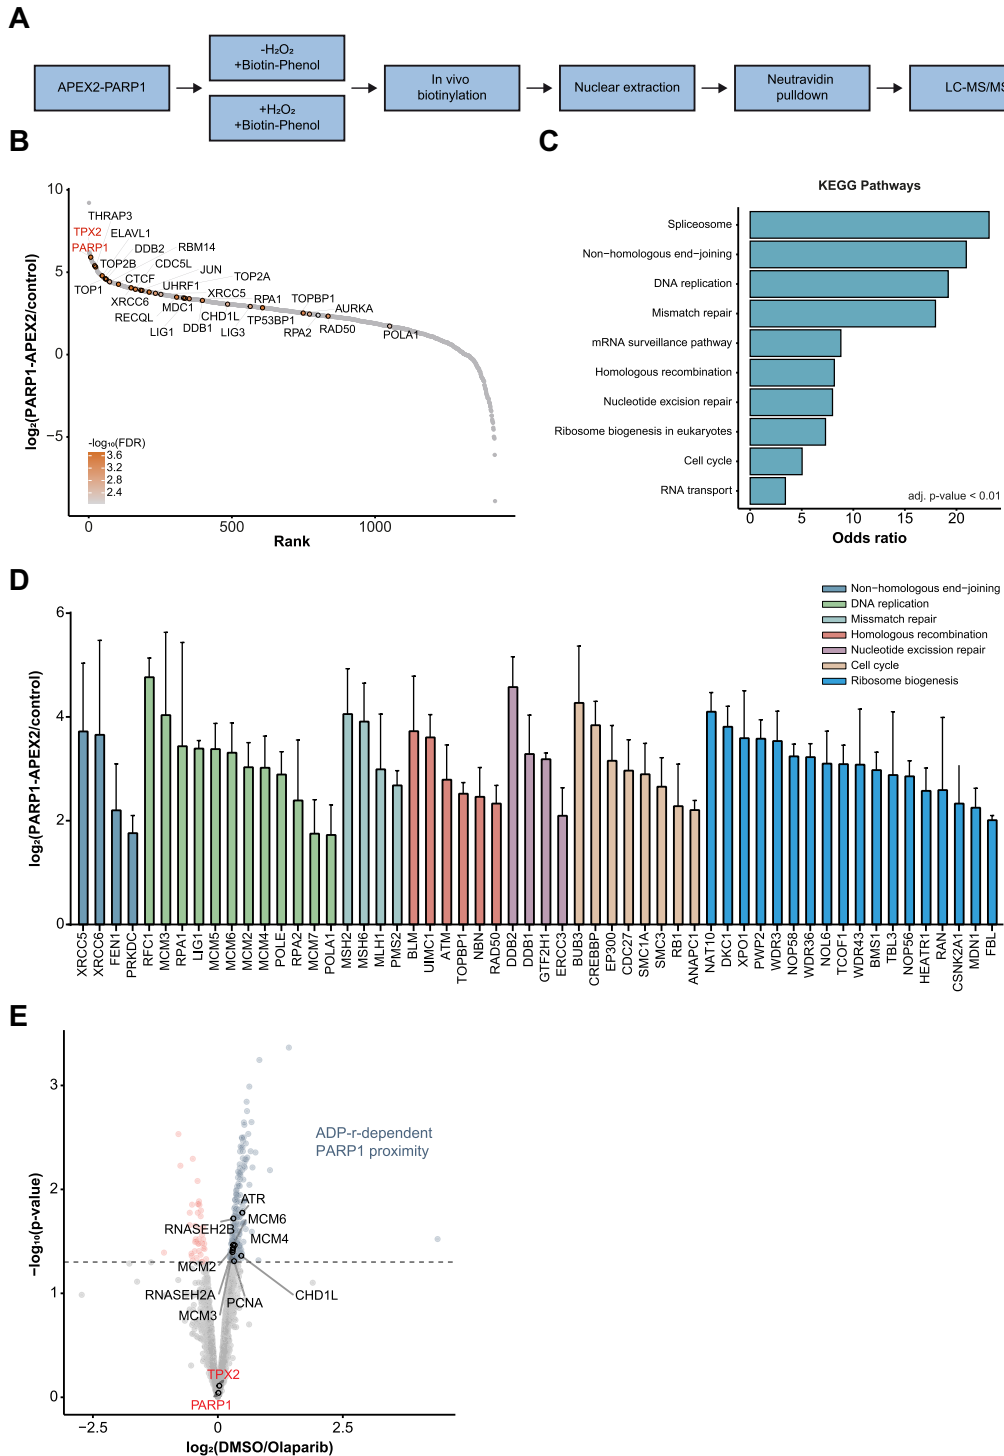 A
APEX2-PARP1
-H₂O₂
+Biotin-Phenol
+H₂O₂
+Biotin-Phenol
In vivo
biotinylation
Nuclear extraction
Neutravidin
pulldown
LC-MS/MS
B
log₂(PARP1-APEX2/control)
10
5
0
−5
THRAP3
TPX2
ELAVL1
PARP1
DDB2
RBM14
TOP2B
CDC5L
JUN
TOP2A
TOP1
CTCF
UHRF1
XRCC6
MDC1
XRCC5
RPA1
TOPBP1
AURKA
RECQL
CHD1L
TP53BP1
RAD50
LIG1
DDB1
LIG3
RPA2
POLA1
-log₁₀(FDR)
3.6
3.2
2.8
2.4
0
500
1000
Rank
C
KEGG Pathways
Spliceosome
Non−homologous end−joining
DNA replication
Mismatch repair
mRNA surveillance pathway
Homologous recombination
Nucleotide excision repair
Ribosome biogenesis in eukaryotes
Cell cycle
RNA transport
adj. p-value < 0.01
0
5
10
15
20
Odds ratio
D
log₂(PARP1-APEX2/control)
6
4
2
0
Non−homologous end−joining
DNA replication
Missmatch repair
Homologous recombination
Nucleotide excission repair
Cell cycle
Ribosome biogenesis
XRCC5
XRCC6
FEN1
PRKDC
RFC1
MCM3
RPA1
LIG1
MCM5
MCM6
MCM2
MCM4
POLE
RPA2
MCM7
POLA1
MSH2
MSH6
MLH1
PMS2
BLM
UIMC1
ATM
TOPBP1
NBN
RAD50
DDB2
DDB1
GTF2H1
ERCC3
BUB3
CREBBP
EP300
CDC27
SMC1A
SMC3
RB1
ANAPC1
NAT10
DKC1
XPO1
PWP2
WDR3
NOP58
WDR36
NOL6
TCOF1
WDR43
BMS1
TBL3
NOP56
HEATR1
RAN
CSNK2A1
MDN1
FBL
E
−log₁₀(p-value)
3
2
1
0
ADP-r-dependent
PARP1 proximity
ATR
RNASEH2B
MCM6
MCM4
MCM2
RNASEH2A
PCNA
CHD1L
MCM3
TPX2
PARP1
−2.5
0
2.5
log₂(DMSO/Olaparib)